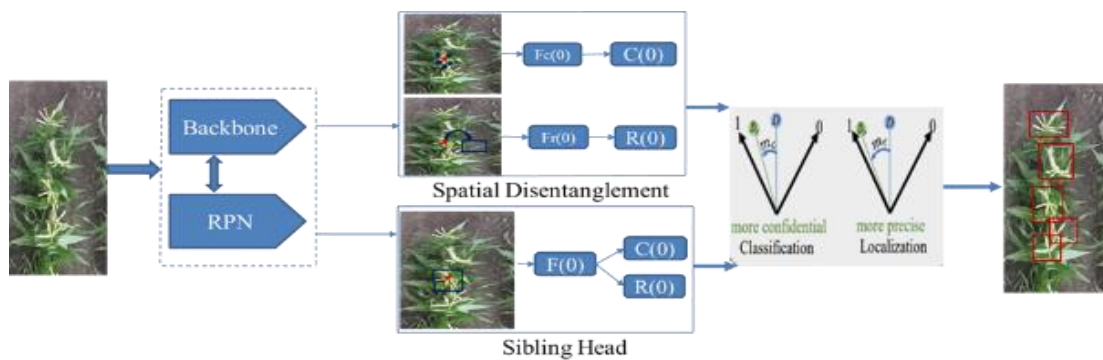 Backbone
RPN
Fc(0)
C(0)
Fr(0)
R(0)
Spatial Disentanglement
F(0)
C(0)
R(0)
Sibling Head
1
D
0
1
D
0
more confidential
Classification
more precise
Localization